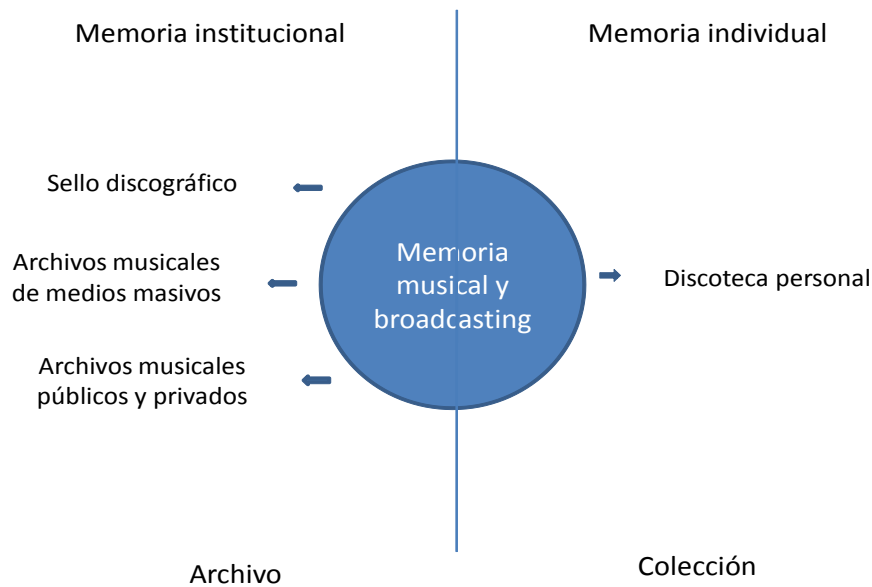 Memoria institucional
Memoria individual
Sello discográfico
Archivos musicales
de medios masivos
Archivos musicales
públicos y privados
Memoria
musical y
broadcasting
Discoteca personal
Archivo
Colección